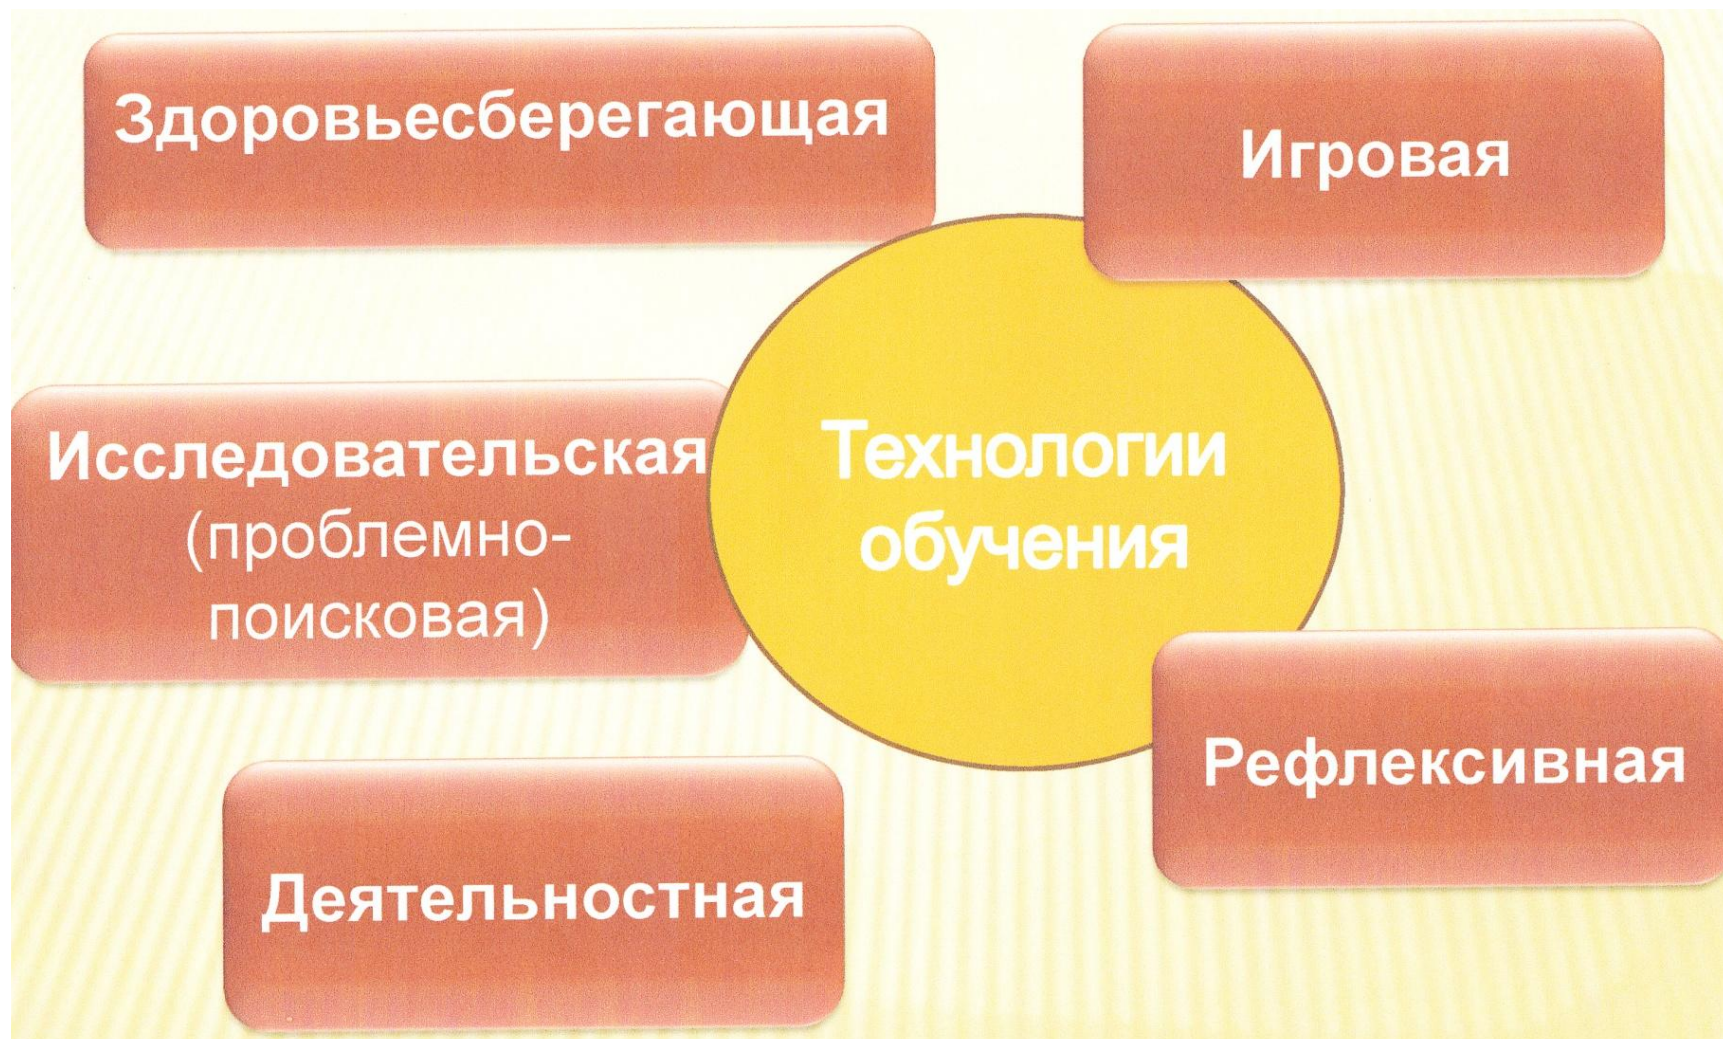 Здоровьесберегающая
Игровая
Исследовательская
(проблемно-
поисковая)
Технологии
обучения
Рефлексивная
Деятельностная